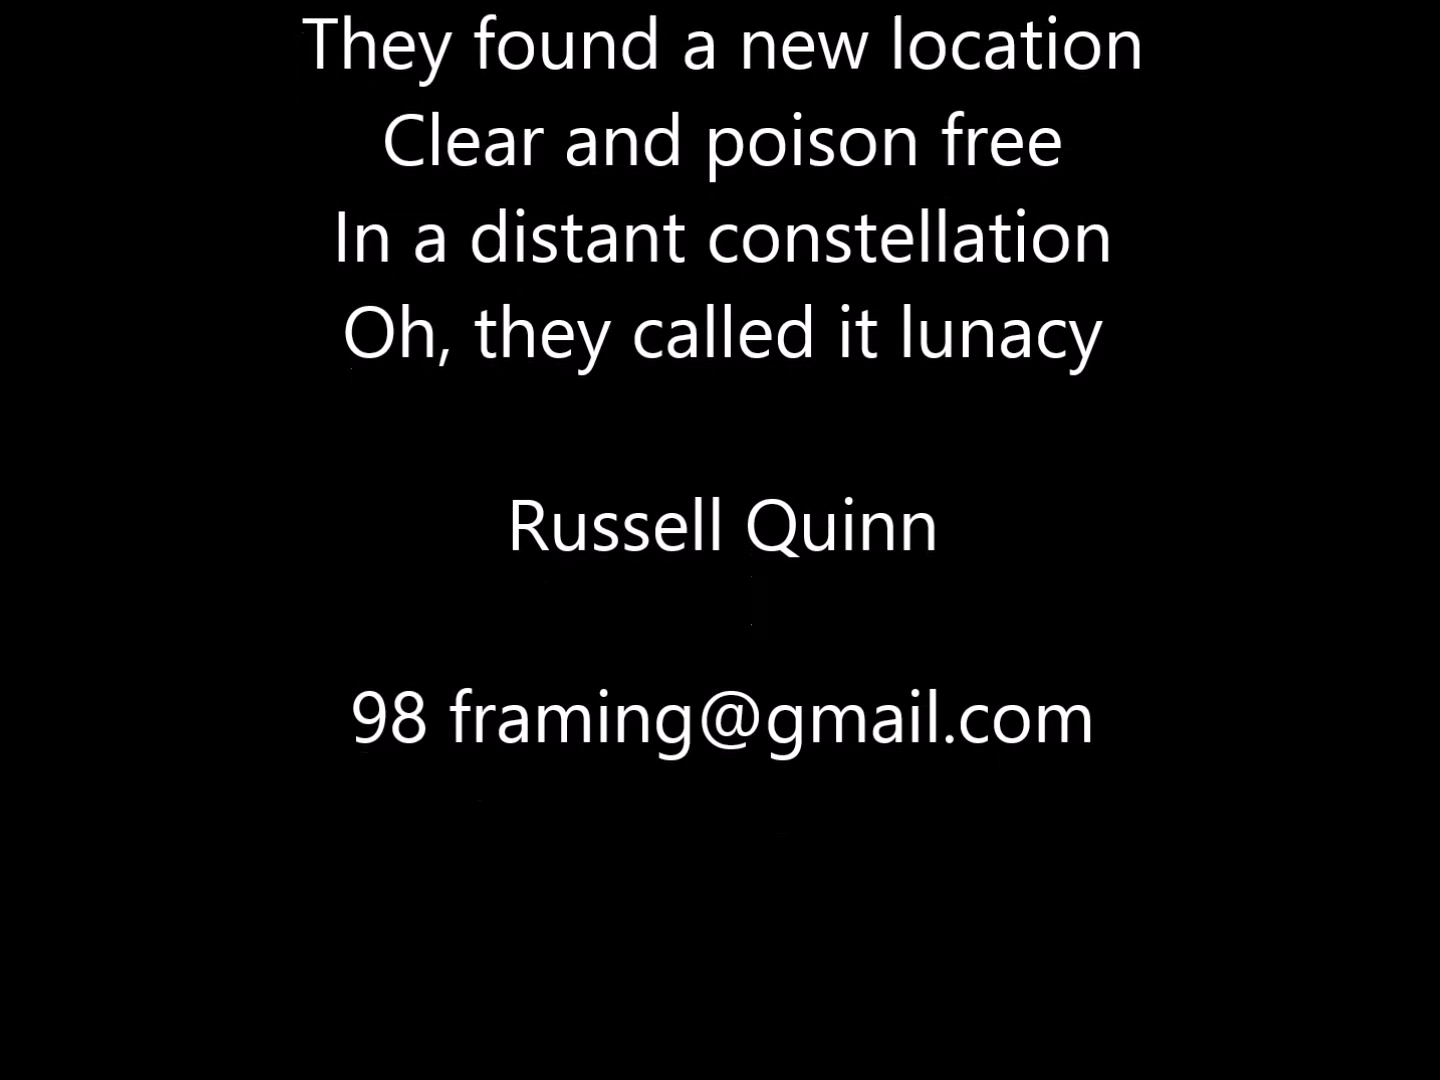 They found a new location
Clear and poison free
In a distant constellation
Oh, they called it lunacy
Russell Quinn
98 framing@gmail.com